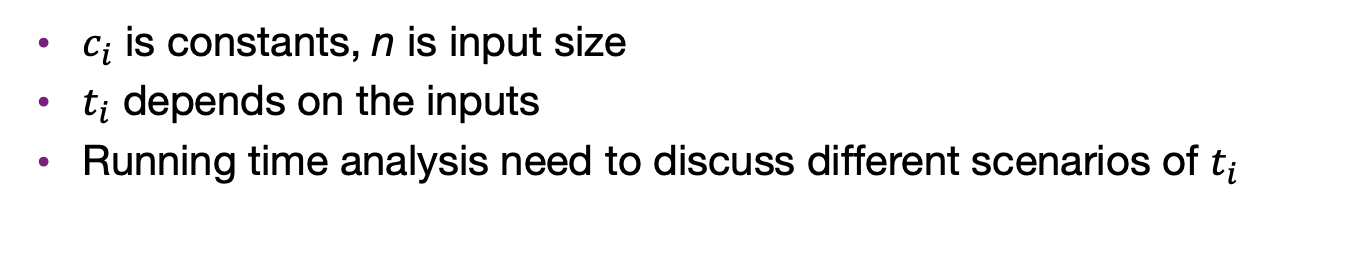 • cᵢ is constants, n is input size
• tᵢ depends on the inputs
• Running time analysis need to discuss different scenarios of tᵢ